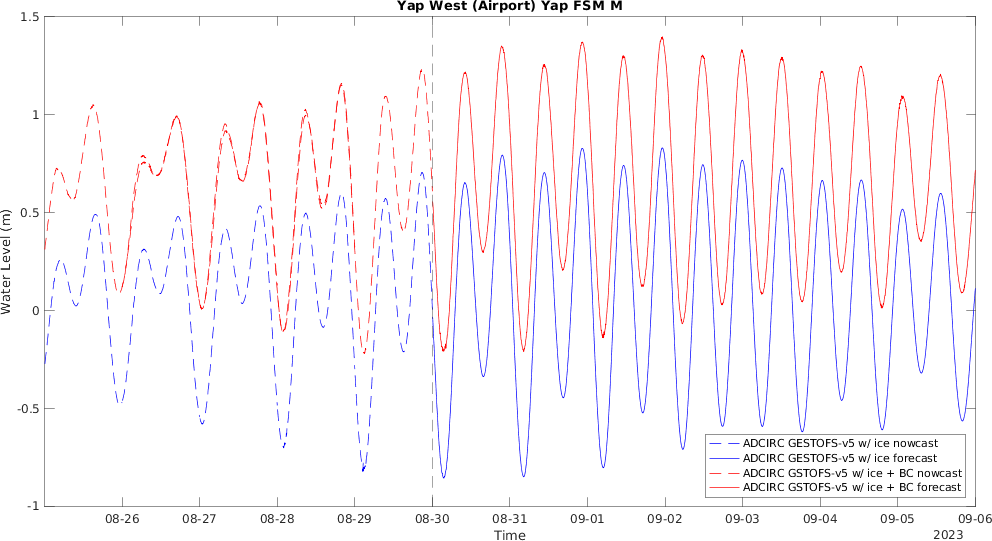 Yap West (Airport) Yap FSM M
1.5
1
0.5
0
-0.5
-1
Water Level (m)
ADCIRC GESTOFS-v5 w/ ice nowcast
ADCIRC GESTOFS-v5 w/ ice forecast
ADCIRC GSTOFS-v5 w/ ice + BC nowcast
ADCIRC GSTOFS-v5 w/ ice + BC forecast
08-26 08-27 08-28 08-29 08-30 08-31 09-01 09-02 09-03 09-04 09-05 09-06
Time
2023